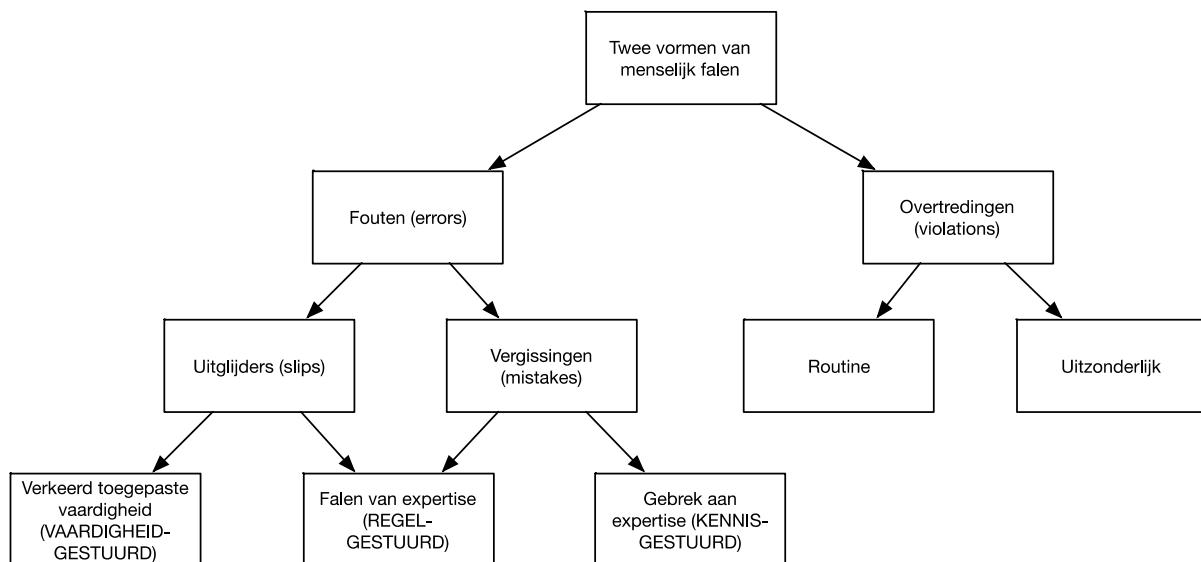 Twee vormen van
menselijk falen
Fouten (errors)
Overtredingen
(violations)
Uitglijders (slips)
Vergissingen
(mistakes)
Routine
Uitzonderlijk
Verkeerd toegepaste
vaardigheid
(VAARDIGHEID-
GESTUURD)
Falen van expertise
(REGEL-
GESTUURD)
Gebrek aan
expertise (KENNIS-
GESTUURD)